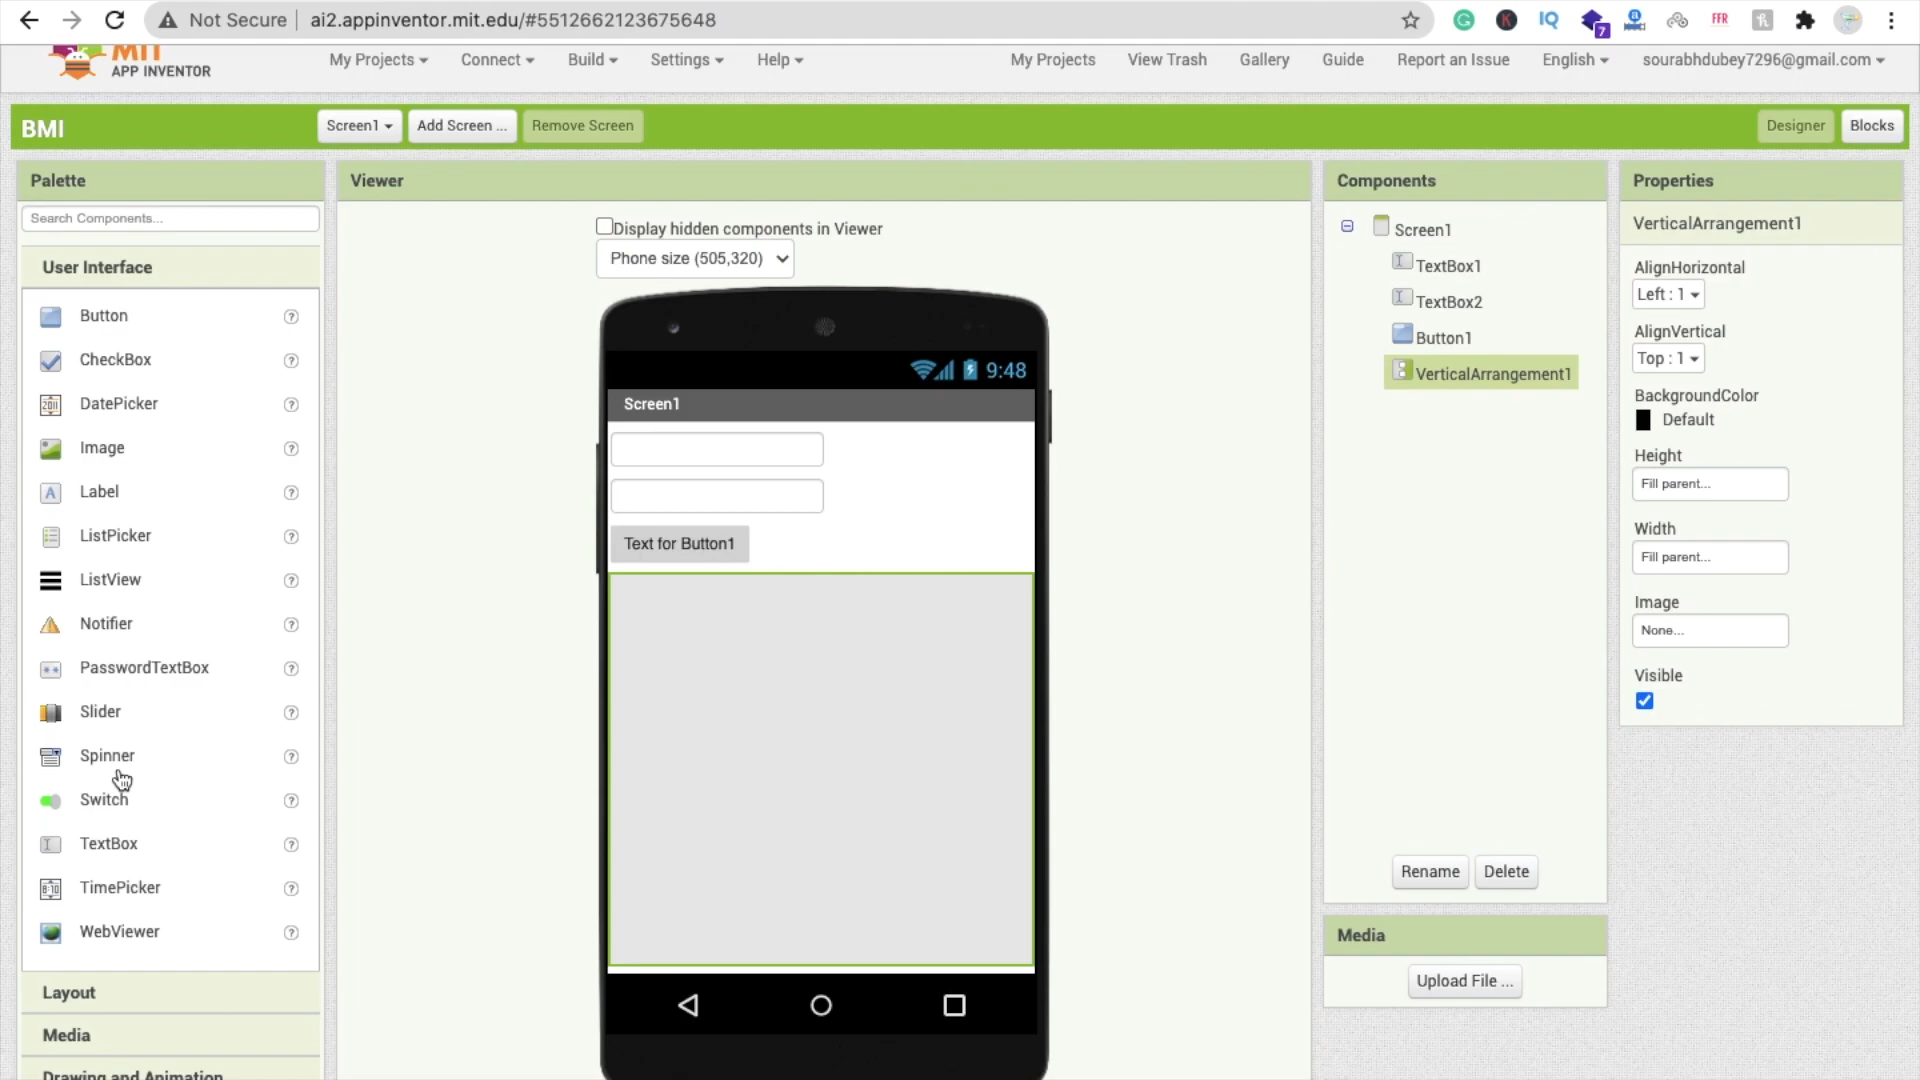 Not Secure ai2.appinventor.mit.edu/#5512662123675648
7
FFR
MIT
APP INVENTOR
My Projects Connect Build Settings Help My Projects View Trash Gallery Guide Report an Issue English sourabhdubey7296@gmail.com
BMI Screen1 Add Screen ... Remove Screen Designer Blocks
Palette
Search Components...
User Interface
Button ?
CheckBox ?
DatePicker ?
Image ?
Label ?
ListPicker ?
ListView ?
Notifier ?
PasswordTextBox ?
Slider ?
Spinner ?
Switch ?
TextBox ?
TimePicker ?
WebViewer ?
Layout
Media
Drawing and Animation
Viewer
Display hidden components in Viewer
Phone size (505,320)
9:48
Screen1
Text for Button1
Components
Screen1
TextBox1
TextBox2
Button1
VerticalArrangement1
Rename Delete
Media
Upload File ...
Properties
VerticalArrangement1
AlignHorizontal
Left : 1
AlignVertical
Top : 1
BackgroundColor
Default
Height
Fill parent...
Width
Fill parent...
Image
None...
Visible